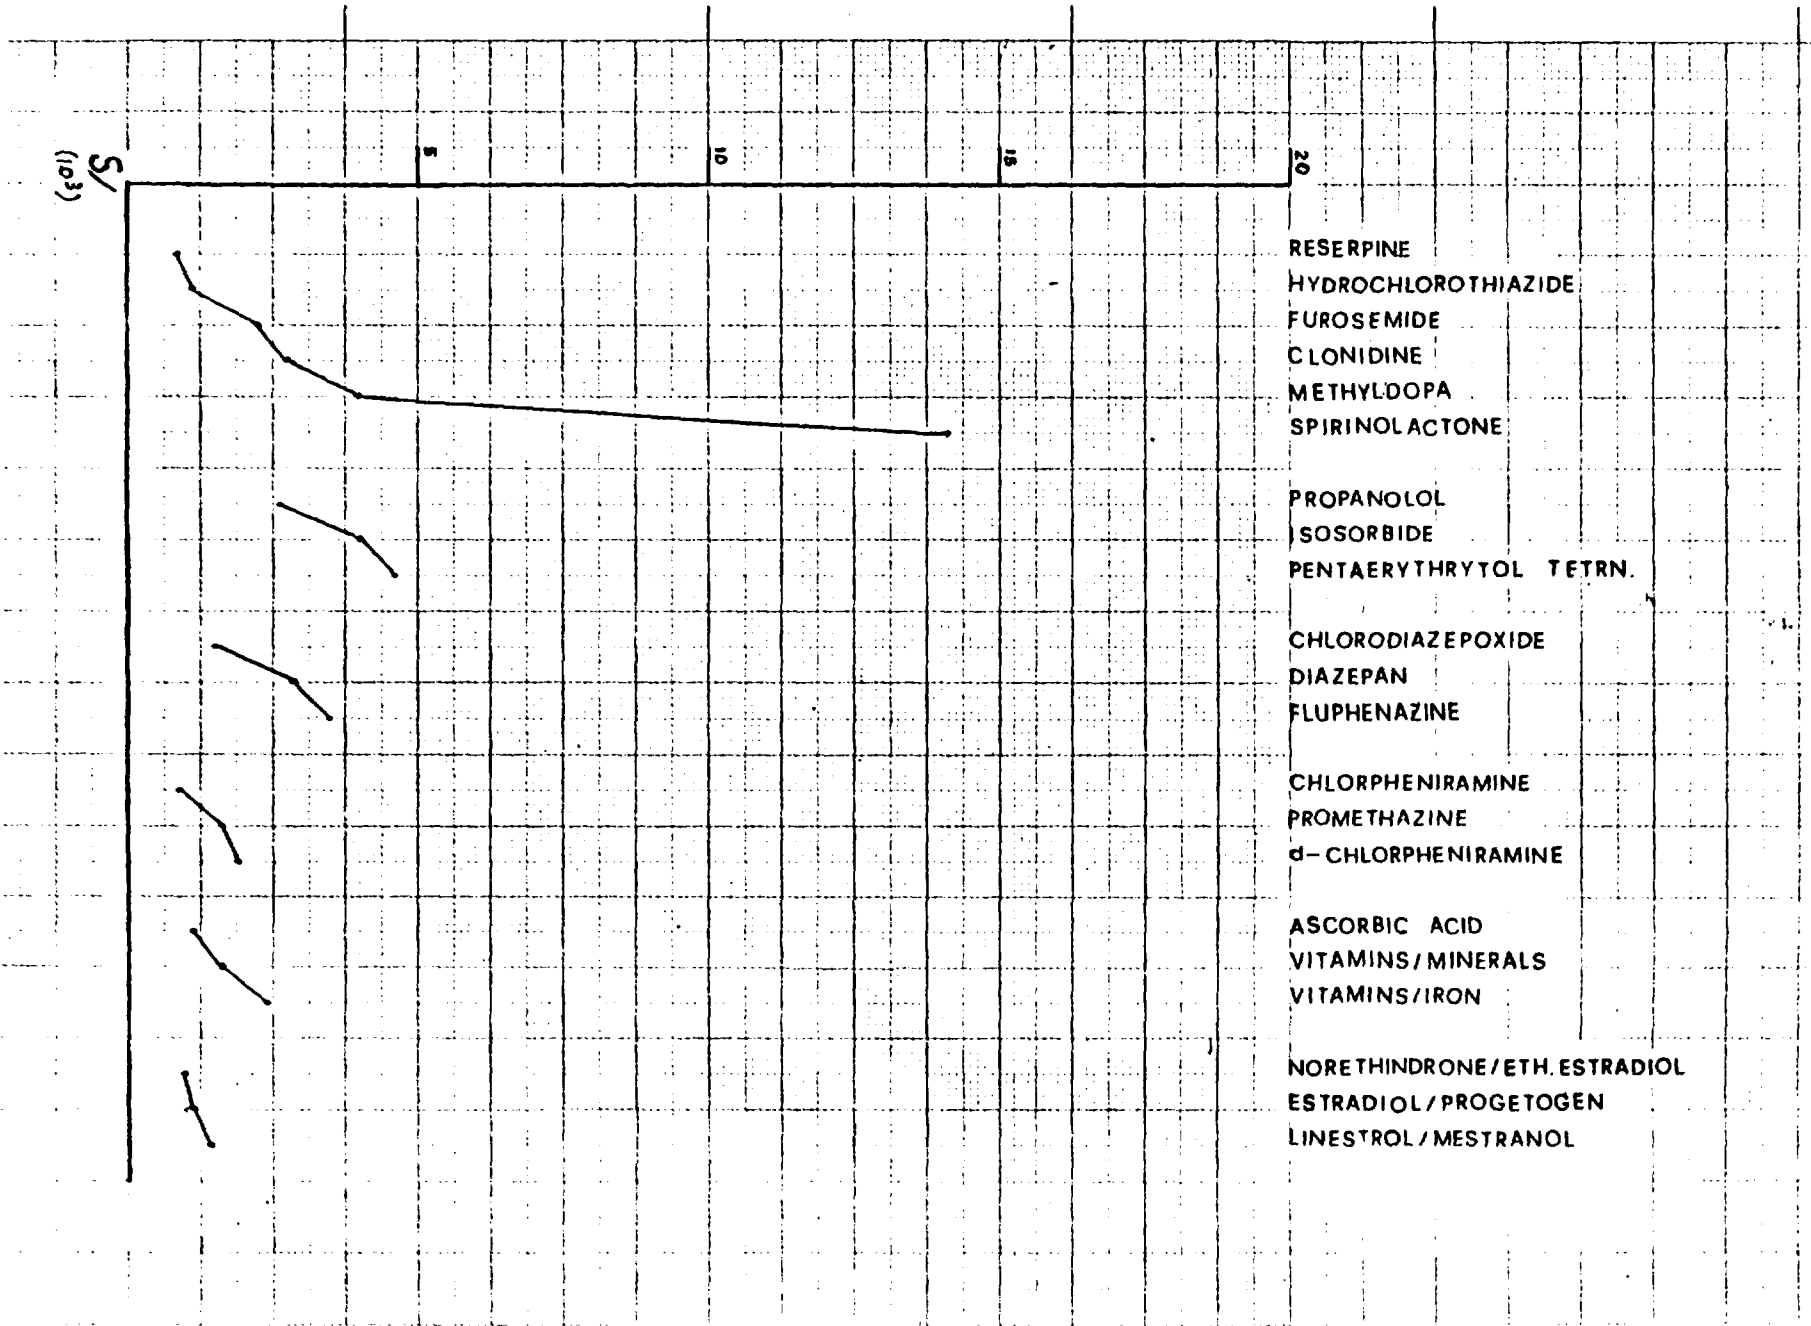 S/
(10³)
5
10
15
20
RESERPINE
HYDROCHLOROTHIAZIDE
FUROSEMIDE
CLONIDINE
METHYLDOPA
SPIRINOLACTONE
PROPANOLOL
ISOSORBIDE
PENTAERYTHRYTOL TETRN.
CHLORODIAZEPOXIDE
DIAZEPAN
FLUPHENAZINE
CHLORPHENIRAMINE
PROMETHAZINE
d-CHLORPHENIRAMINE
ASCORBIC ACID
VITAMINS/MINERALS
VITAMINS/IRON
NORETHINDRONE/ETH. ESTRADIOL
ESTRADIOL/PROGETOGEN
LINESTROL/MESTRANOL